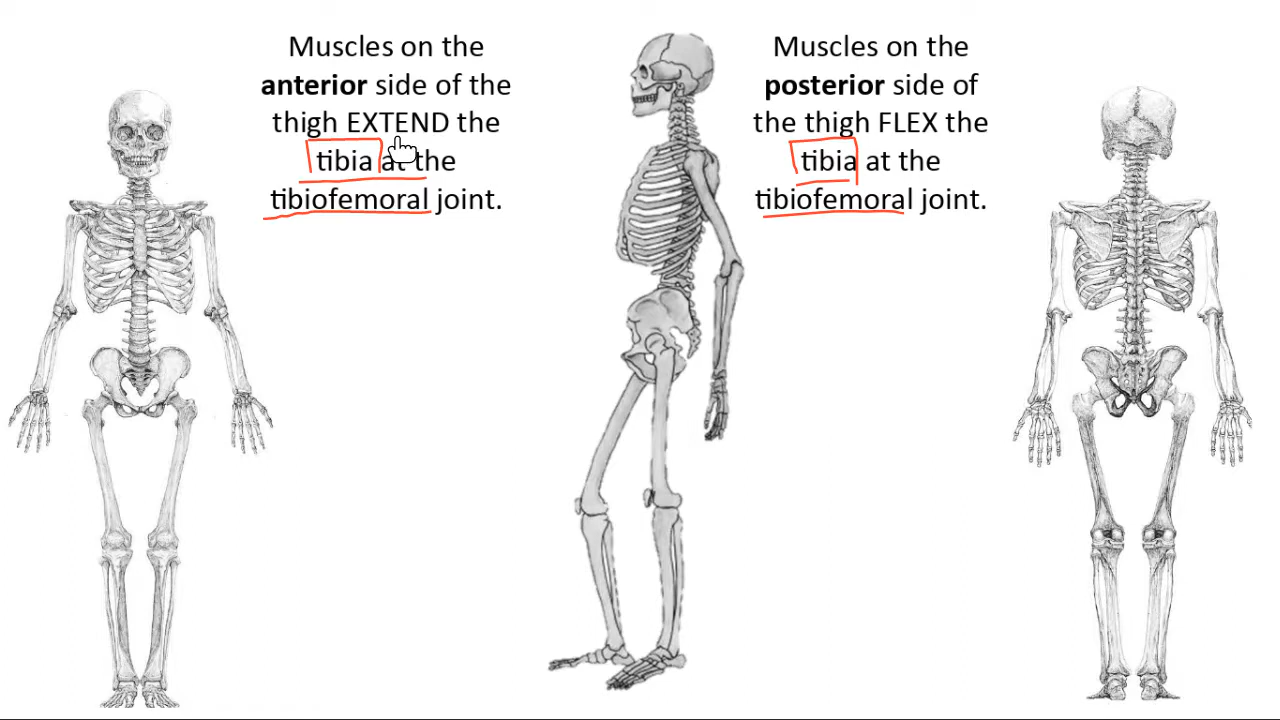 Muscles on the
anterior side of the
thigh EXTEND the
tibia at the
tibiofemoral joint.
Muscles on the
posterior side of
the thigh FLEX the
tibia at the
tibiofemoral joint.